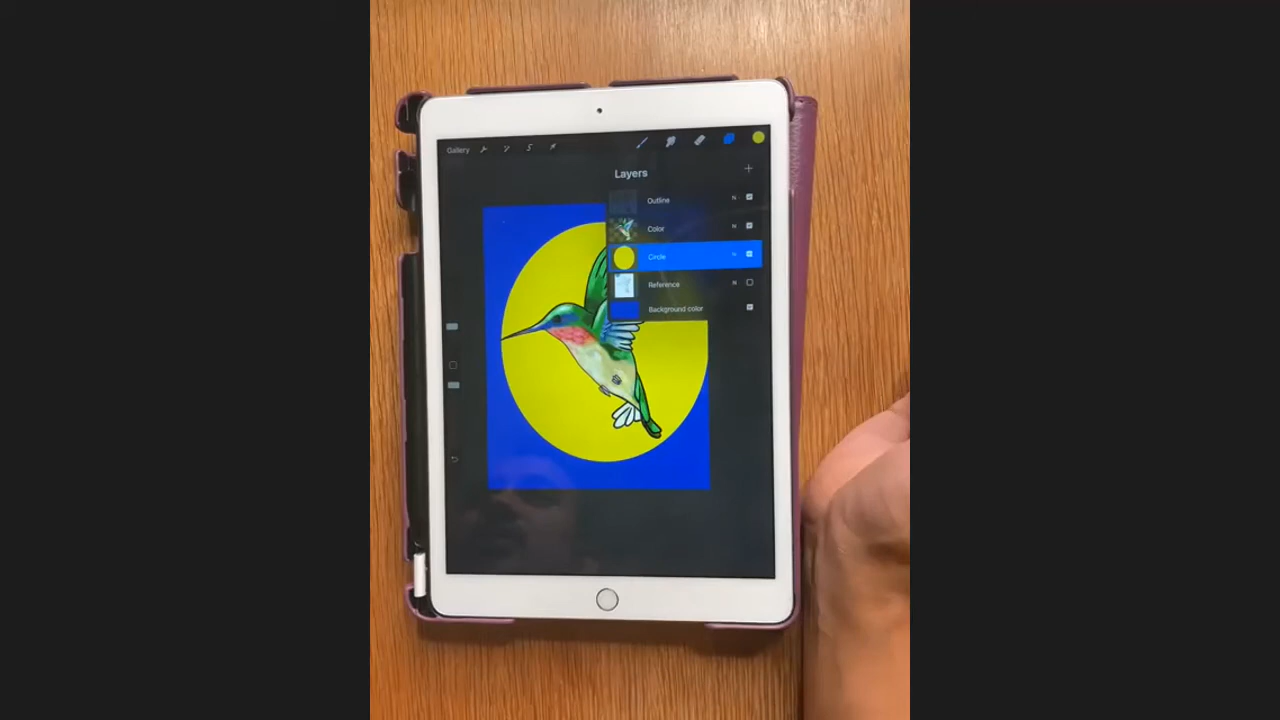 Gallery
Layers
Outline N
Color N
Circle N
Reference N
Background color